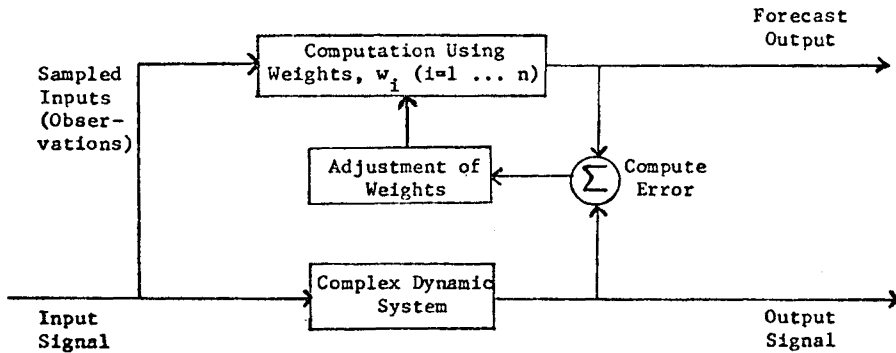 Forecast
Output
Computation Using
Weights, w_i (i=1 ... n)
Sampled
Inputs
(Obser-
vations)
Adjustment of
Weights
Σ
Compute
Error
Complex Dynamic
System
Input
Signal
Output
Signal